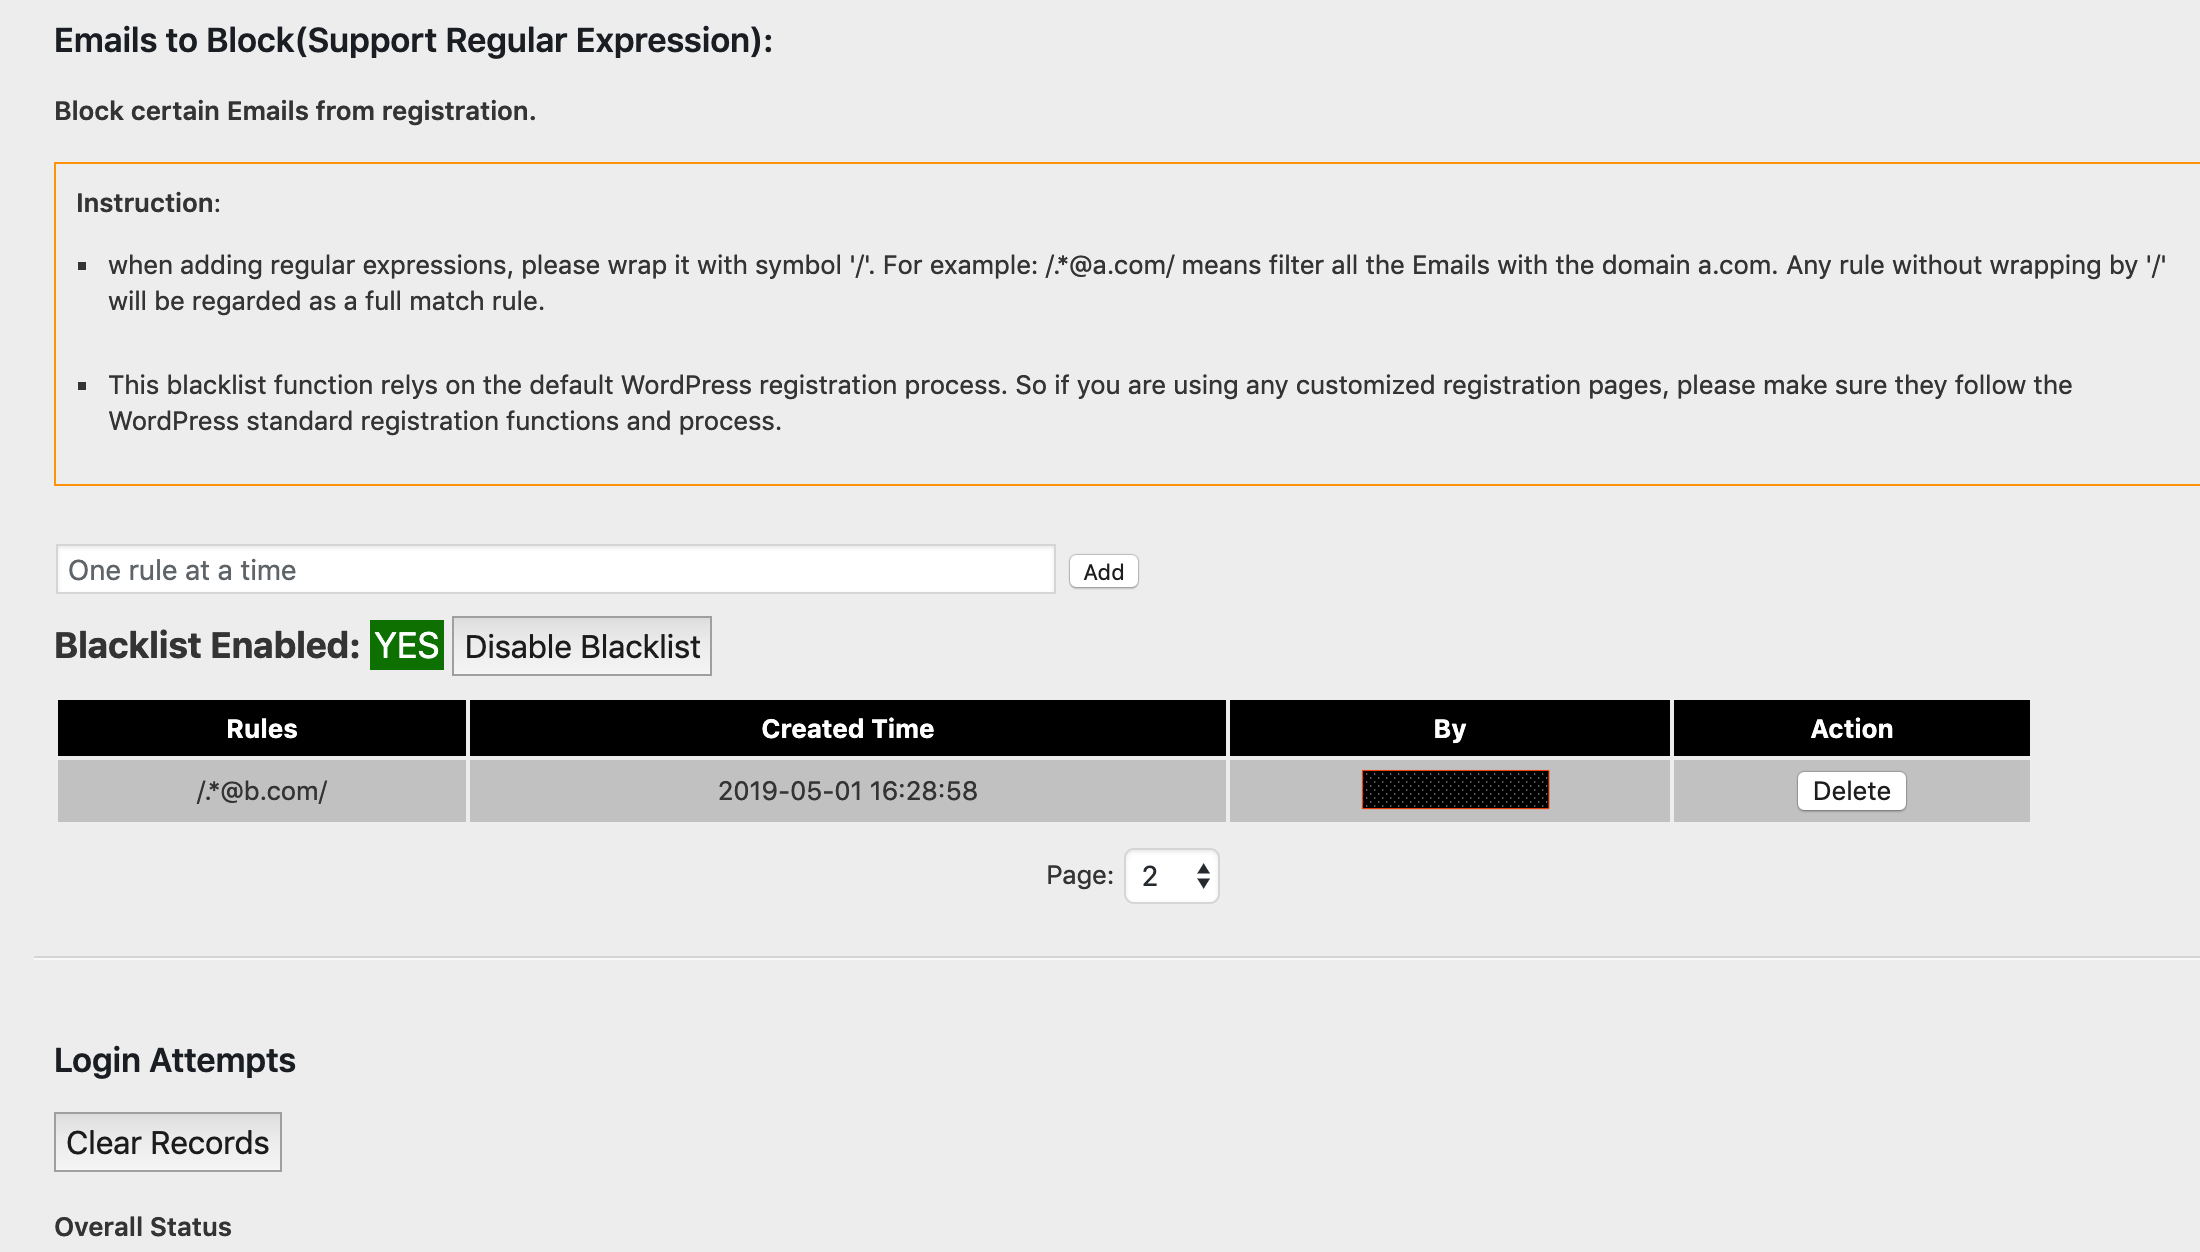 Emails to Block(Support Regular Expression):
Block certain Emails from registration.
Instruction:
when adding regular expressions, please wrap it with symbol '/'. For example: /.*@a.com/ means filter all the Emails with the domain a.com. Any rule without wrapping by '/'
will be regarded as a full match rule.
This blacklist function relys on the default WordPress registration process. So if you are using any customized registration pages, please make sure they follow the
WordPress standard registration functions and process.
One rule at a time Add
Blacklist Enabled: YES Disable Blacklist
Rules Created Time By Action
/.*@b.com/ 2019-05-01 16:28:58 Delete
Page: 2
Login Attempts
Clear Records
Overall Status